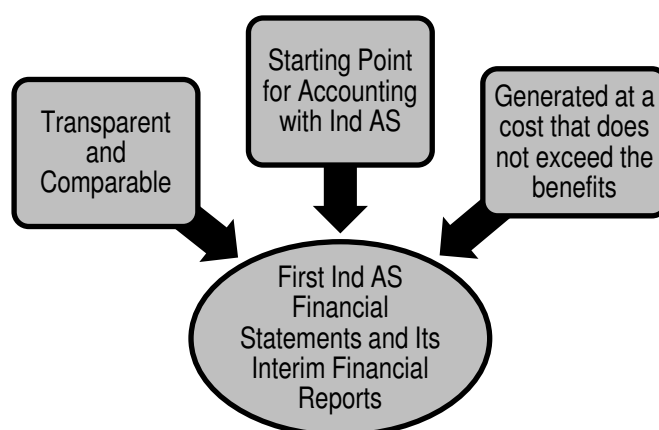 Transparent
and
Comparable
Starting Point
for Accounting
with Ind AS
Generated at a
cost that does
not exceed the
benefits
First Ind AS
Financial
Statements and Its
Interim Financial
Reports